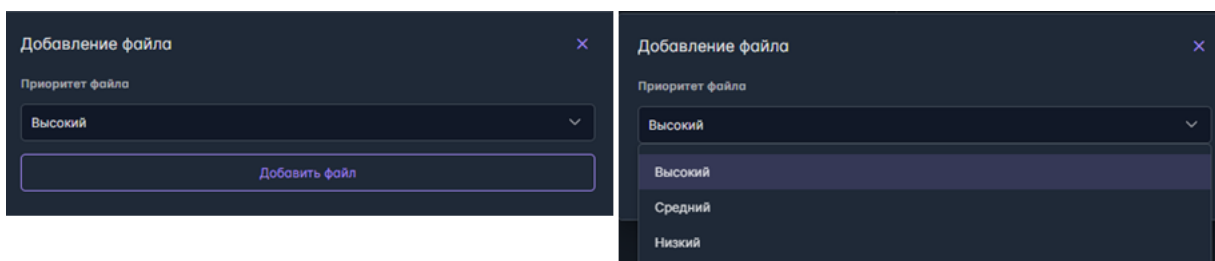 Добавление файла
Приоритет файла
Высокий
Добавить файл
Добавление файла
Приоритет файла
Высокий
Высокий
Средний
Низкий